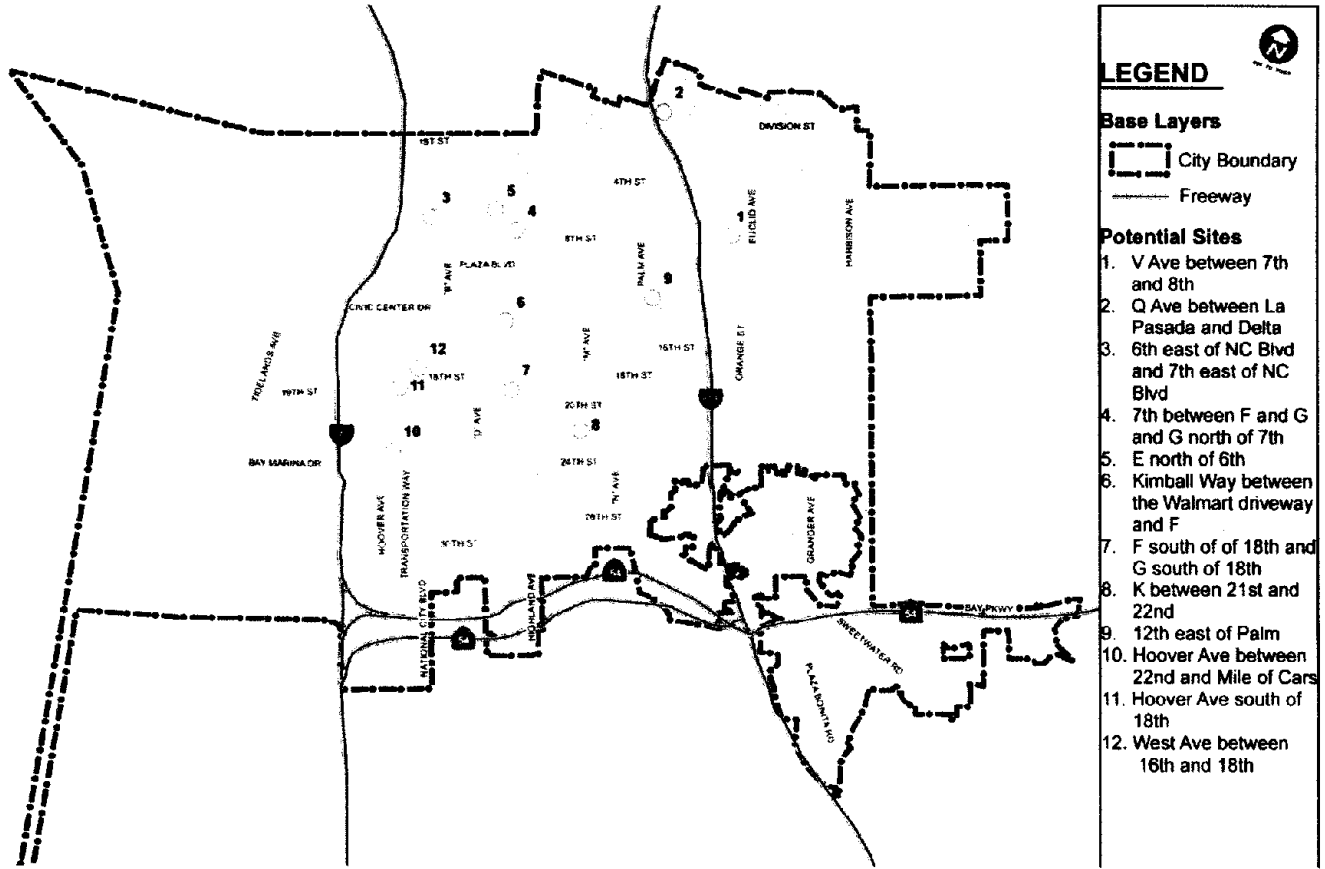 2
DIVISION ST
1ST ST
4TH ST
3
5
4
1
EUCLID AVE
HARBISON AVE
8TH ST
PLAZA BLVD
PALM AVE
9
CIVIC CENTER DR
6
"M" AVE
16TH ST
ORANGE ST
TIDELANDS AVE
12
18TH ST
11
7
18TH ST
19TH ST
"D" AVE
20TH ST
10
8
BAY MARINA DR
24TH ST
"N" AVE
HOOVER AVE
TRANSPORTATION WAY
GRANGER AVE
30TH ST
NATIONAL CITY BLVD
HIGHLAND AVE
54
54
54
BAY PKWY
SWEETWATER RD
PLAZA BONITA RD
N
LEGEND
Base Layers
City Boundary
Freeway
Potential Sites
1. V Ave between 7th
and 8th
2. Q Ave between La
Pasada and Delta
3. 6th east of NC Blvd
and 7th east of NC
Blvd
4. 7th between F and G
and G north of 7th
5. E north of 6th
6. Kimball Way between
the Walmart driveway
and F
7. F south of of 18th and
G south of 18th
8. K between 21st and
22nd
9. 12th east of Palm
10. Hoover Ave between
22nd and Mile of Cars
11. Hoover Ave south of
18th
12. West Ave between
16th and 18th